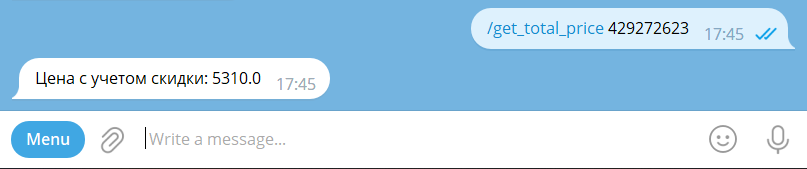 /get_total_price 429272623 17:45
Цена с учетом скидки: 5310.0 17:45
Menu Write a message...